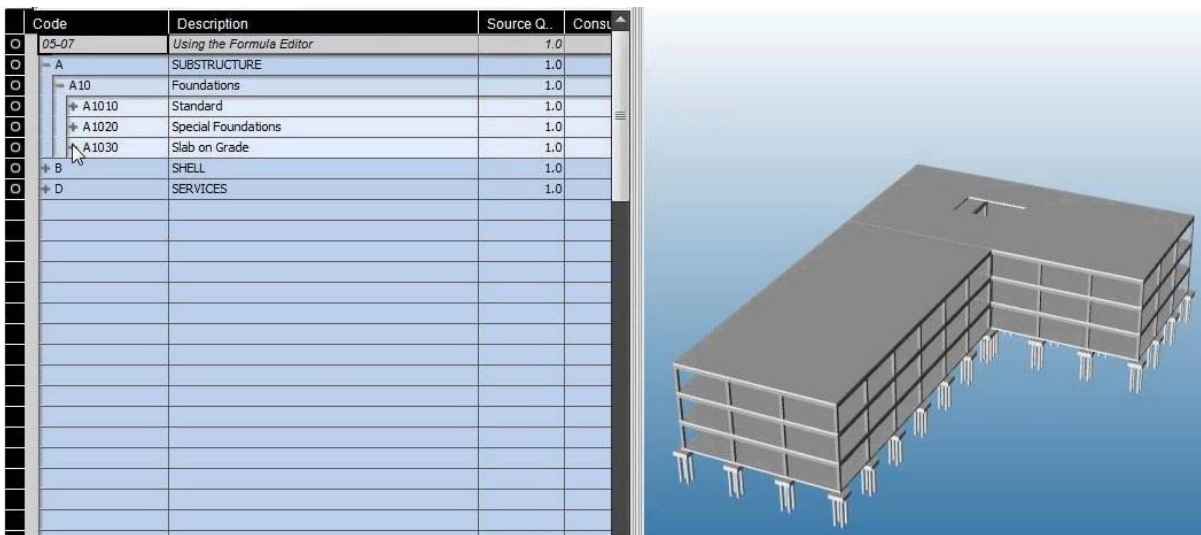 Code Description Source Q.. Consu
O 05-07 Using the Formula Editor 1.0
O - A SUBSTRUCTURE 1.0
O - A10 Foundations 1.0
O + A1010 Standard 1.0
O + A1020 Special Foundations 1.0
O + A1030 Slab on Grade 1.0
O + B SHELL 1.0
O + D SERVICES 1.0